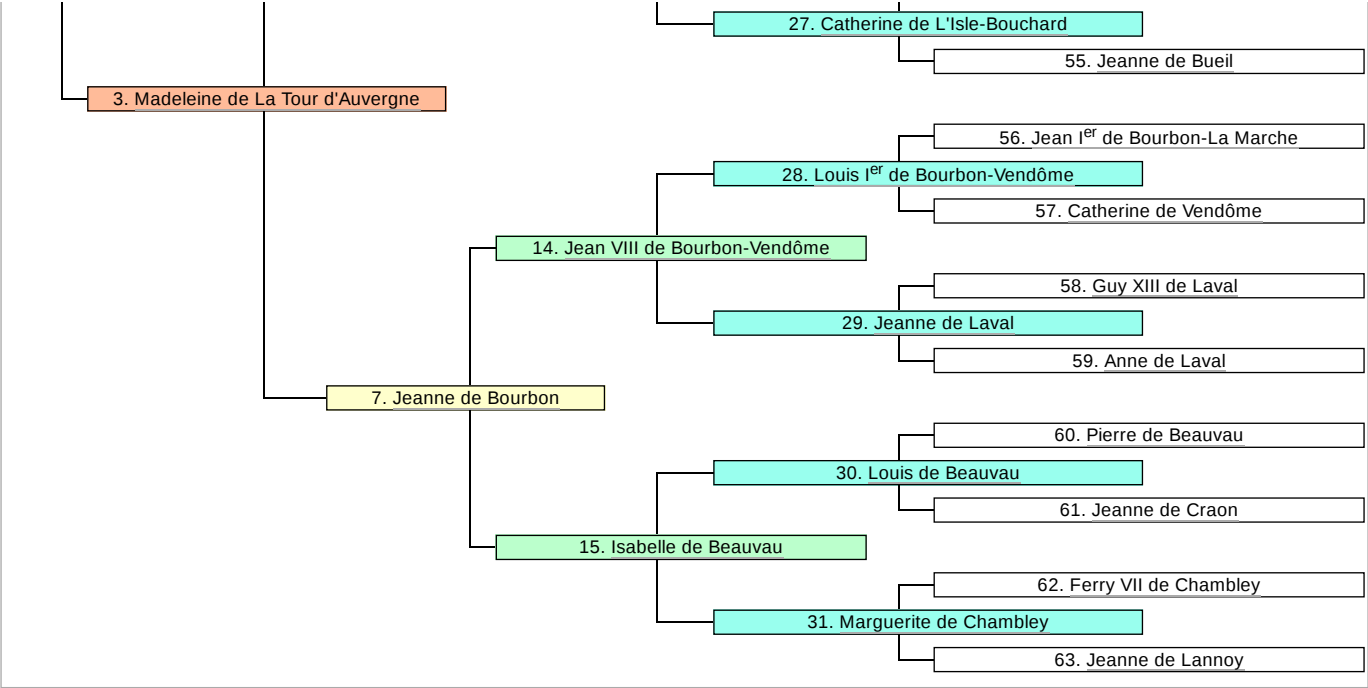 27. Catherine de L'Isle-Bouchard
55. Jeanne de Bueil
3. Madeleine de La Tour d'Auvergne
56. Jean Ier de Bourbon-La Marche
28. Louis Ier de Bourbon-Vendôme
57. Catherine de Vendôme
14. Jean VIII de Bourbon-Vendôme
58. Guy XIII de Laval
29. Jeanne de Laval
59. Anne de Laval
7. Jeanne de Bourbon
60. Pierre de Beauvau
30. Louis de Beauvau
61. Jeanne de Craon
15. Isabelle de Beauvau
62. Ferry VII de Chambley
31. Marguerite de Chambley
63. Jeanne de Lannoy